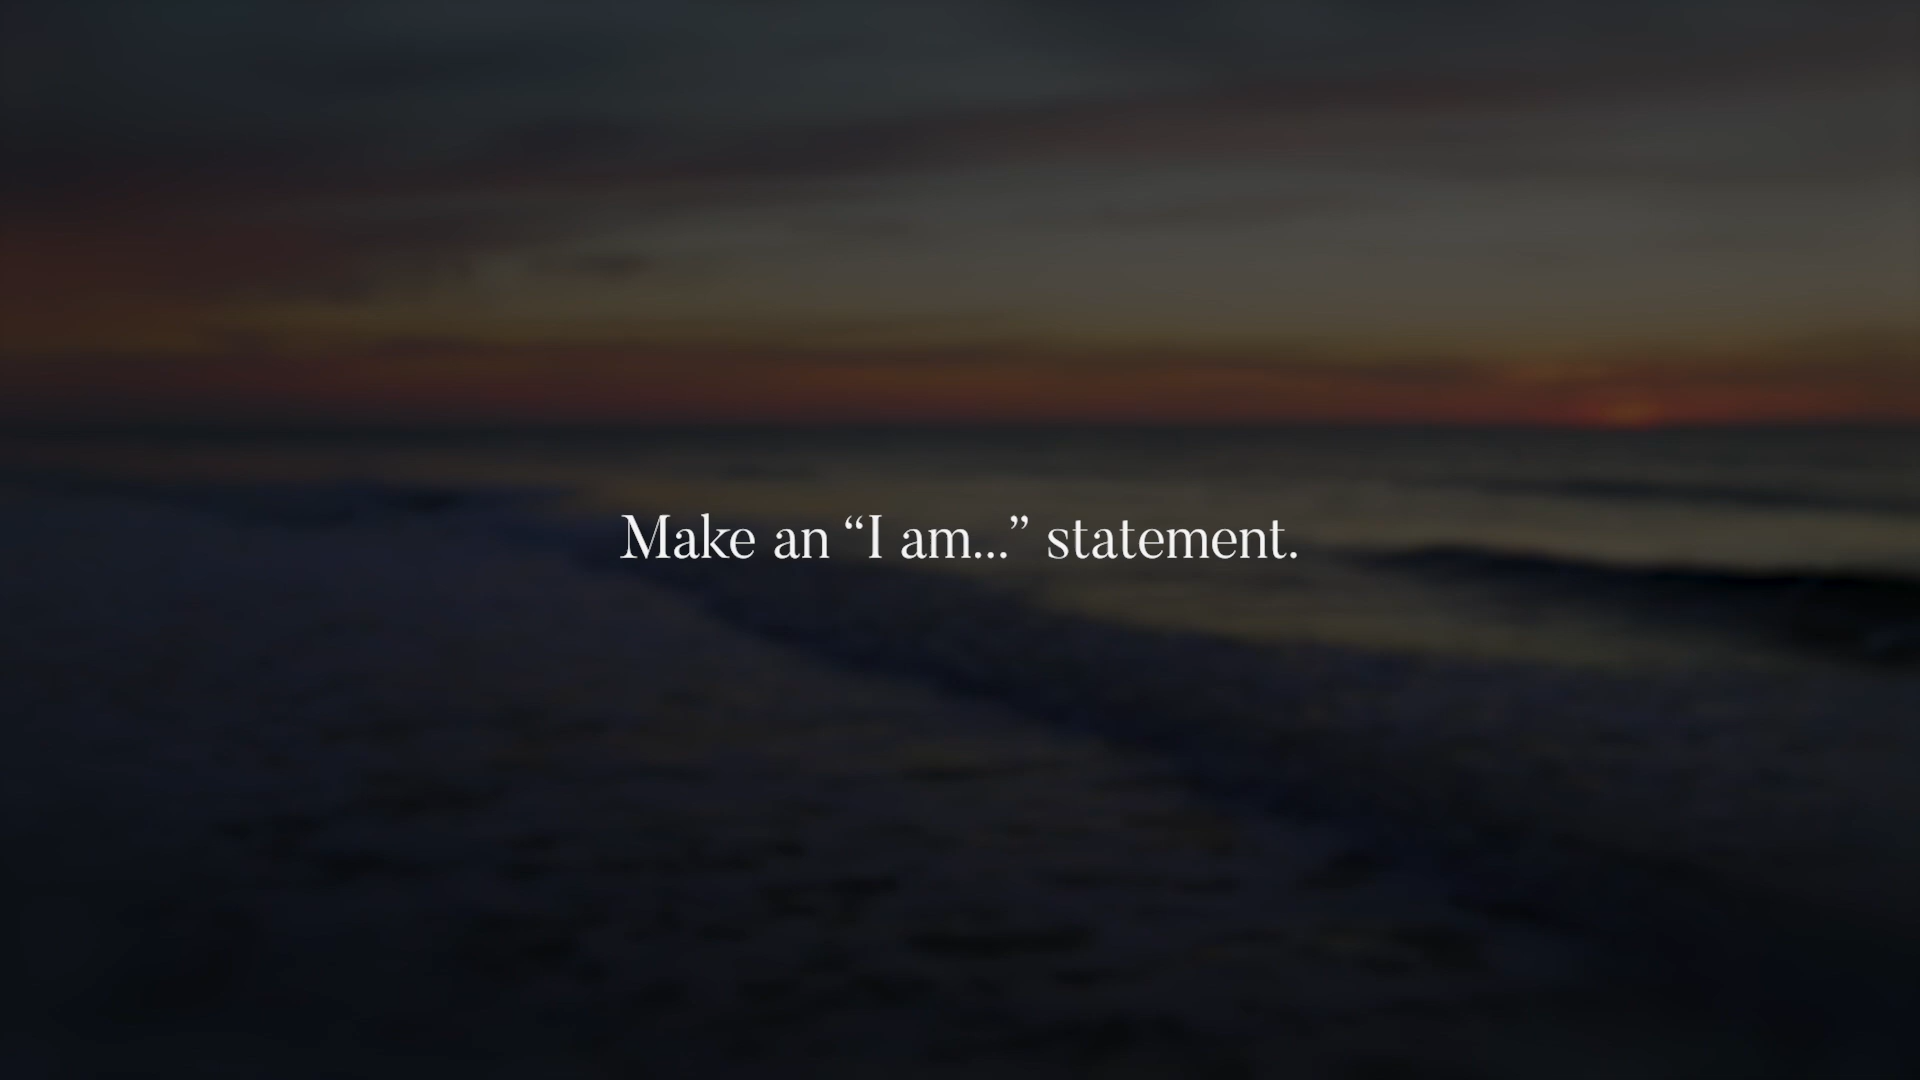 Make an “I am...” statement.